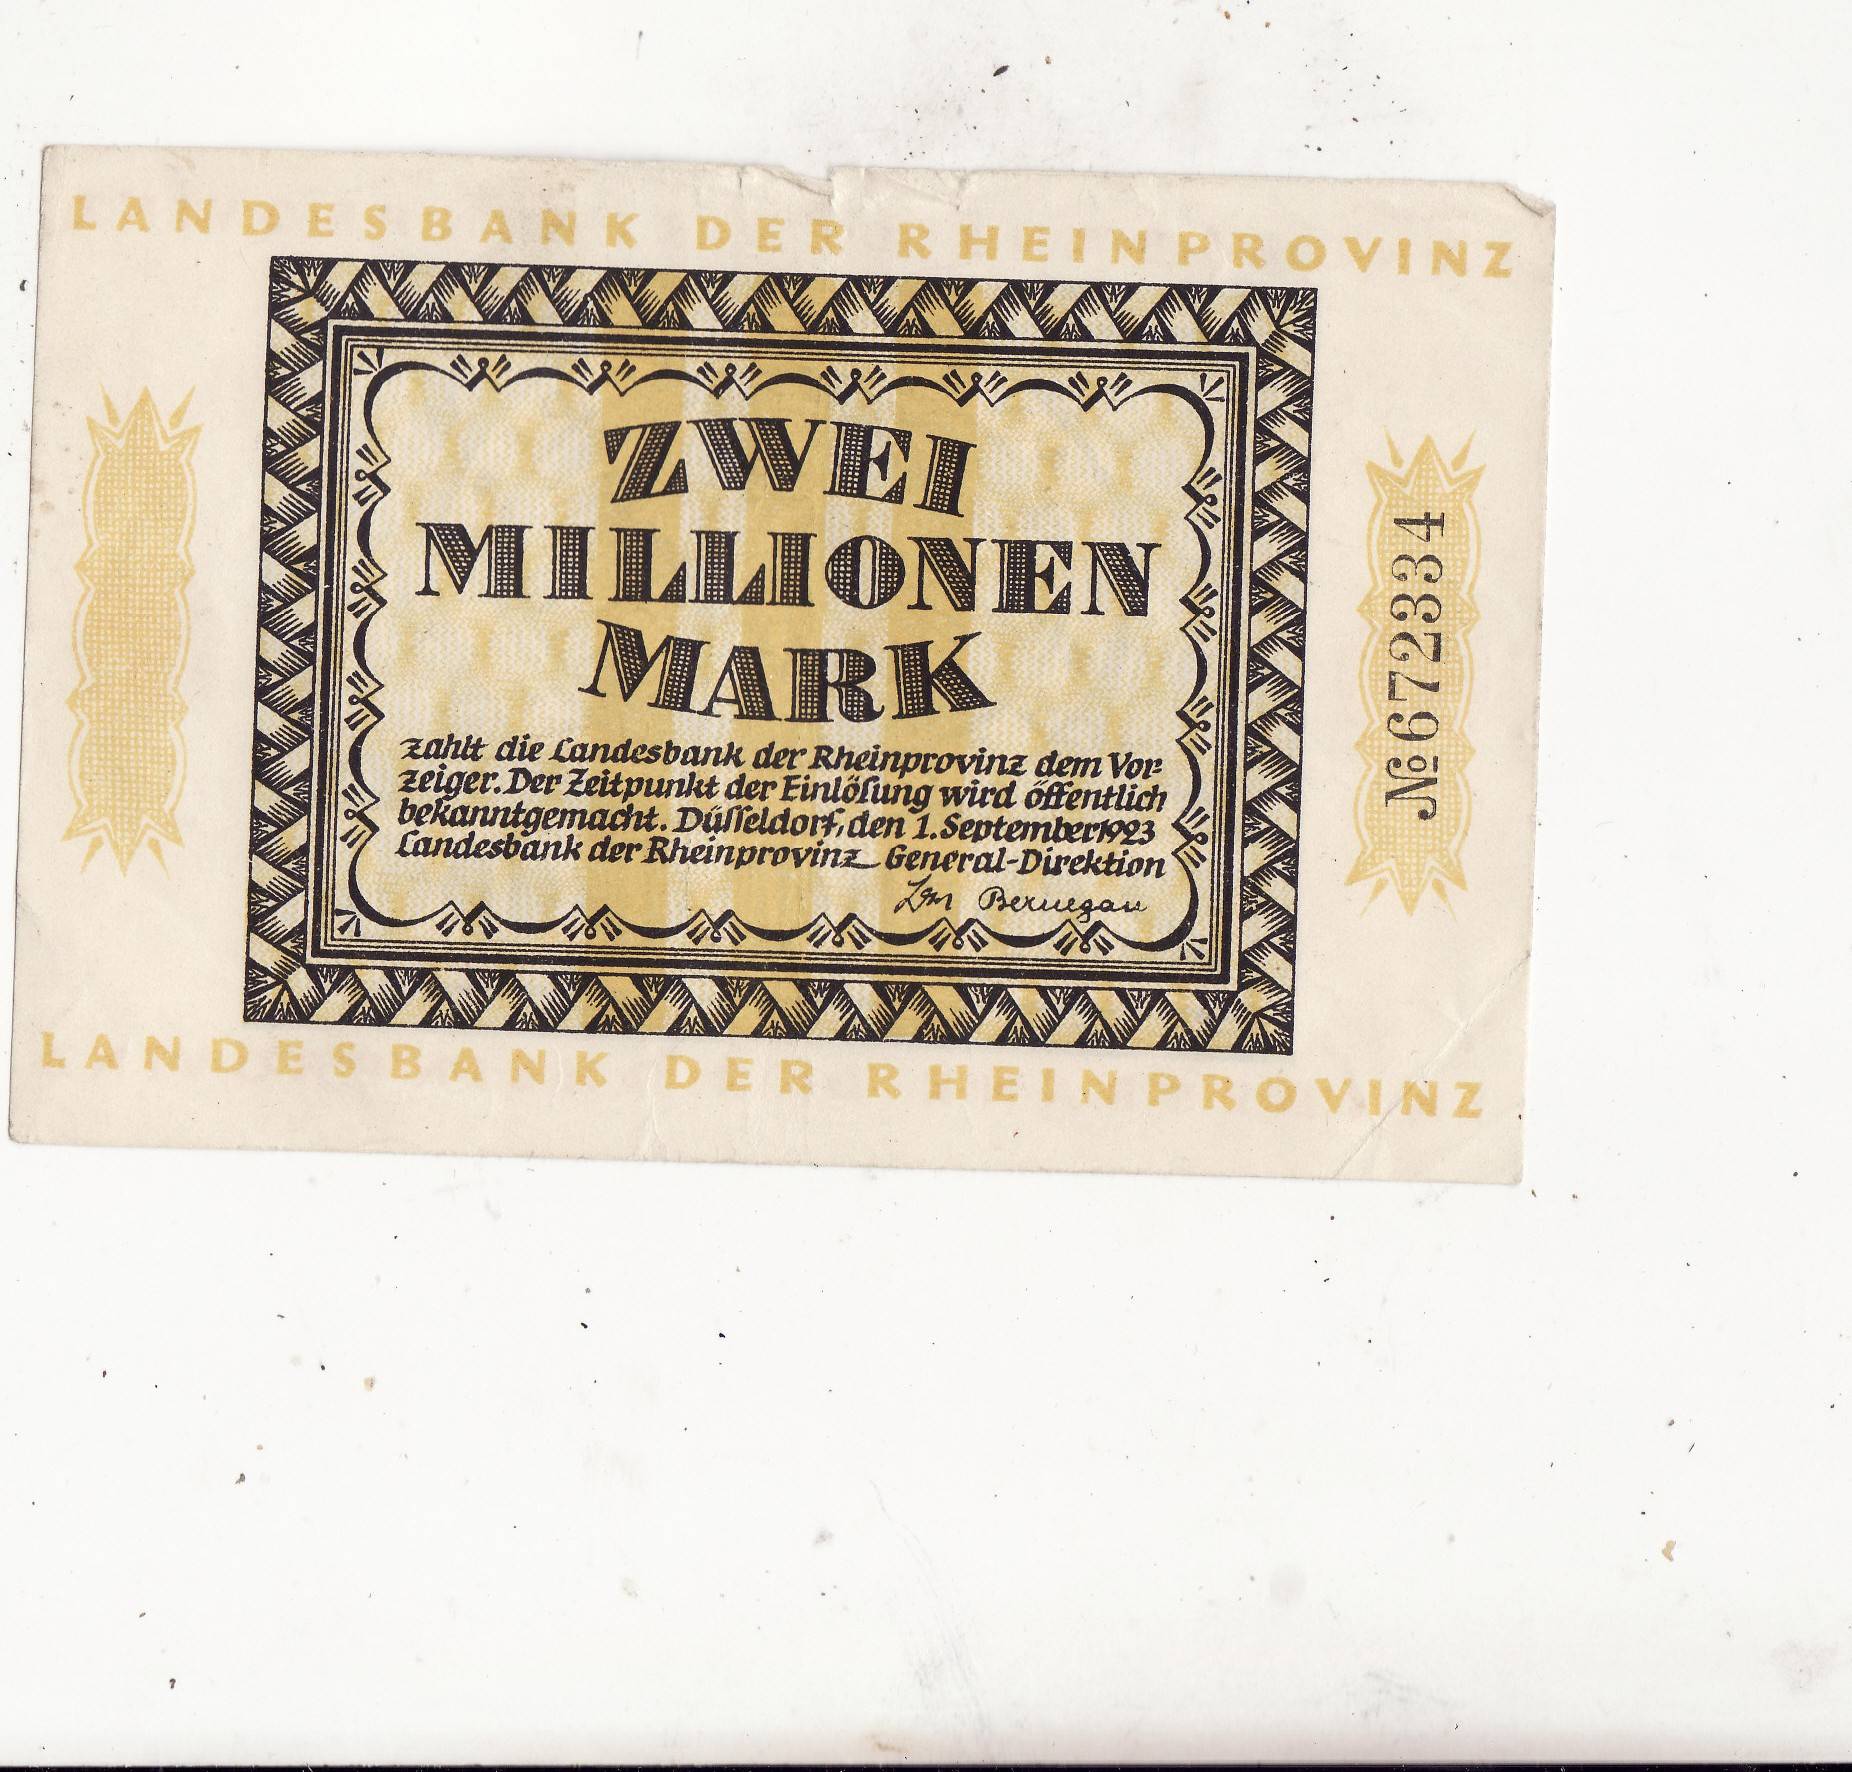 LANDESBANK DER RHEINPROVINZ
ZWEI
MILLIONEN
MARK
zahlt die Landesbank der Rheinprovinz dem Vor-
zeiger. Der Zeitpunkt der Einlöſung wird öffentlich
bekanntgemacht. Düſſeldorf, den 1. September 1923
Landesbank der Rheinprovinz General-Direktion
Bernegau
№ 672334
LANDESBANK DER RHEINPROVINZ